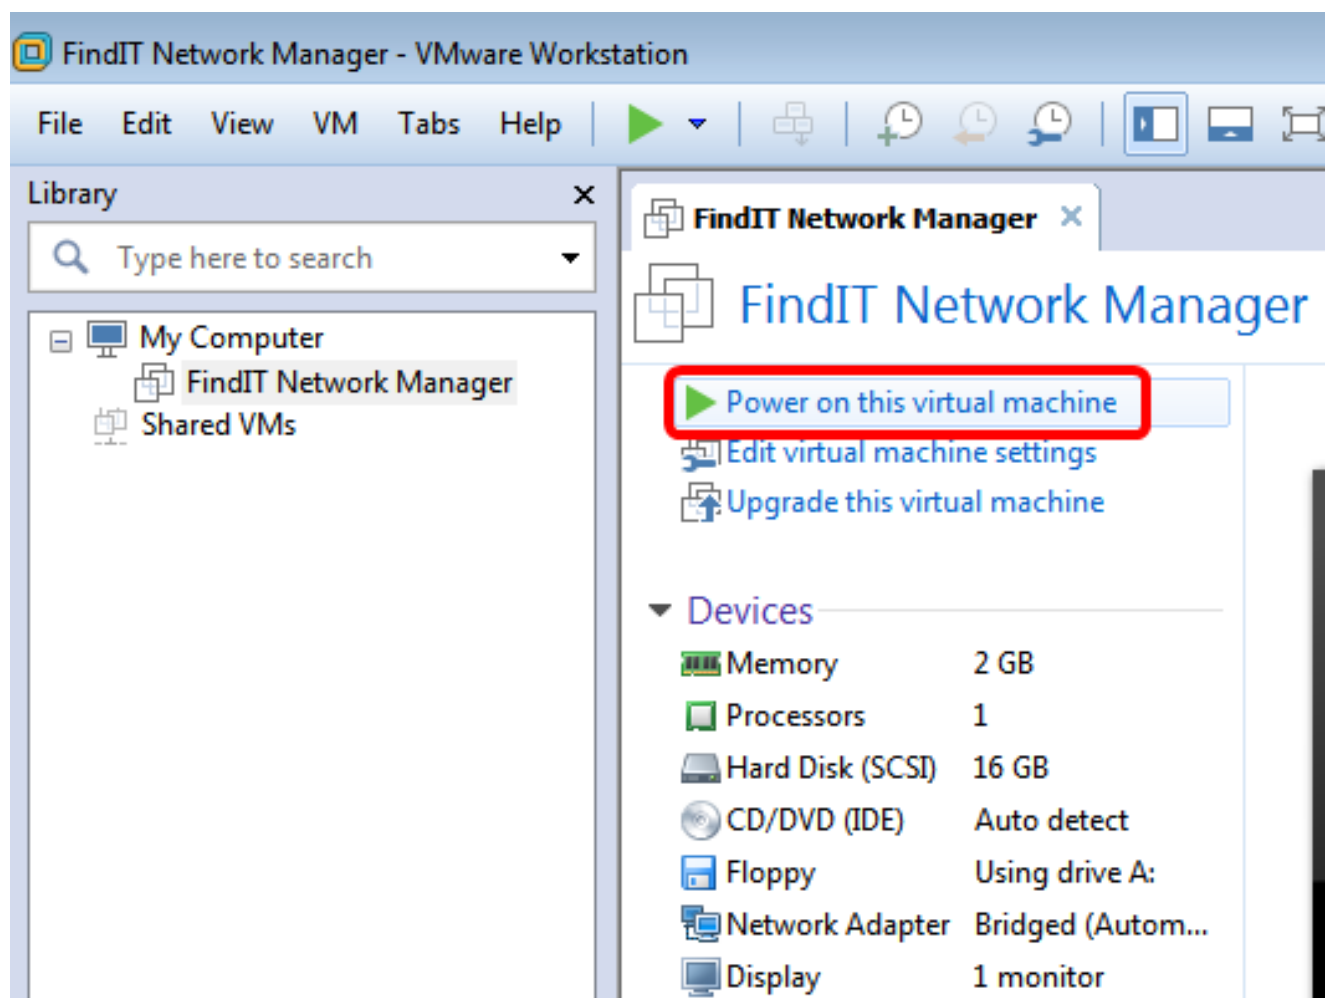 FindIT Network Manager - VMware Workstation
File Edit View VM Tabs Help
Library
Type here to search
My Computer
FindIT Network Manager
Shared VMs
FindIT Network Manager
FindIT Network Manager
Power on this virtual machine
Edit virtual machine settings
Upgrade this virtual machine
Devices
Memory 2 GB
Processors 1
Hard Disk (SCSI) 16 GB
CD/DVD (IDE) Auto detect
Floppy Using drive A:
Network Adapter Bridged (Autom...
Display 1 monitor